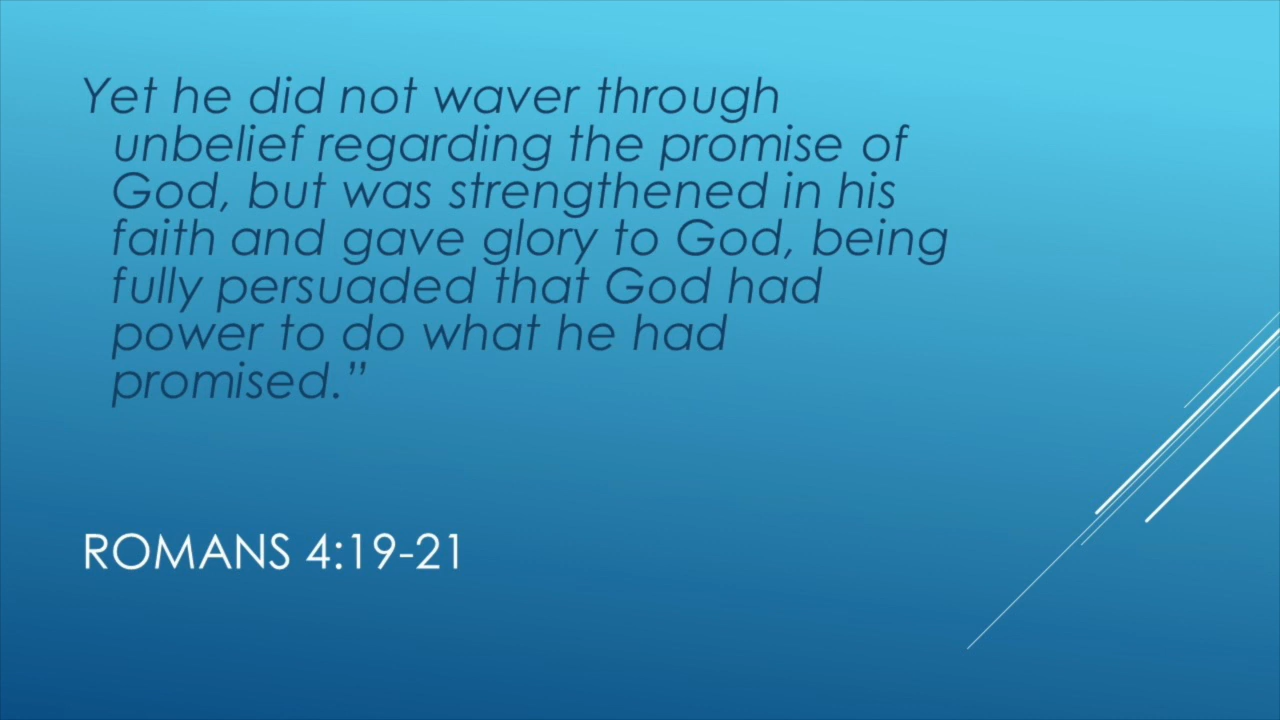 Yet he did not waver through
unbelief regarding the promise of
God, but was strengthened in his
faith and gave glory to God, being
fully persuaded that God had
power to do what he had
promised.”
ROMANS 4:19-21